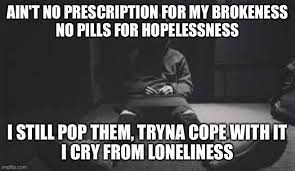 AIN'T NO PRESCRIPTION FOR MY BROKENESS
NO PILLS FOR HOPELESSNESS
I STILL POP THEM, TRYNA COPE WITH IT
I CRY FROM LONELINESS
imgflip.com